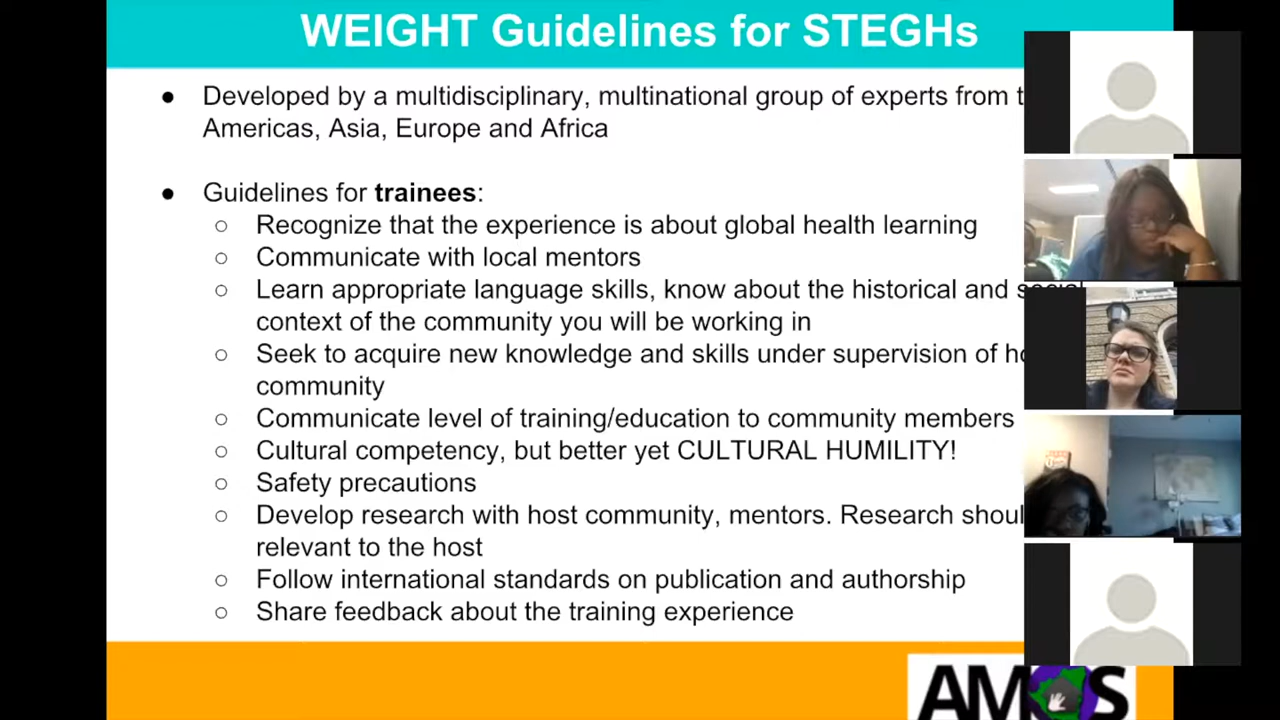 WEIGHT Guidelines for STEGHs
● Developed by a multidisciplinary, multinational group of experts from
Americas, Asia, Europe and Africa
● Guidelines for trainees:
○ Recognize that the experience is about global health learning
○ Communicate with local mentors
○ Learn appropriate language skills, know about the historical and social
context of the community you will be working in
○ Seek to acquire new knowledge and skills under supervision of
community
○ Communicate level of training/education to community members
○ Cultural competency, but better yet CULTURAL HUMILITY!
○ Safety precautions
○ Develop research with host community, mentors. Research
relevant to the host
○ Follow international standards on publication and authorship
○ Share feedback about the training experience
AMOS